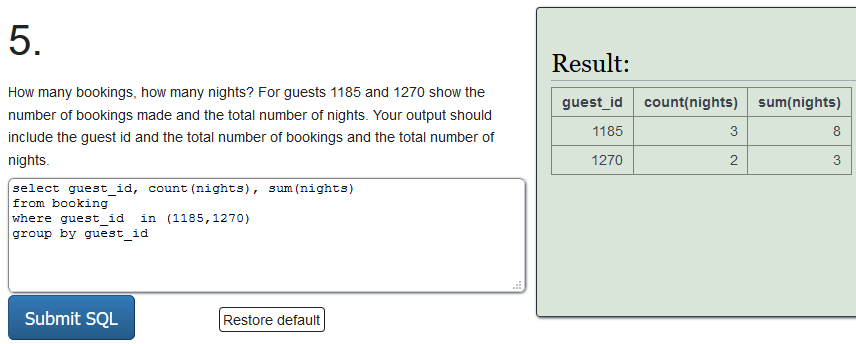 5.
How many bookings, how many nights? For guests 1185 and 1270 show the
number of bookings made and the total number of nights. Your output should
include the guest id and the total number of bookings and the total number of
nights.
select guest_id, count(nights), sum(nights)
from booking
where guest_id  in (1185,1270)
group by guest_id
Submit SQL
Restore default
Result:
guest_id count(nights) sum(nights)
1185 3 8
1270 2 3